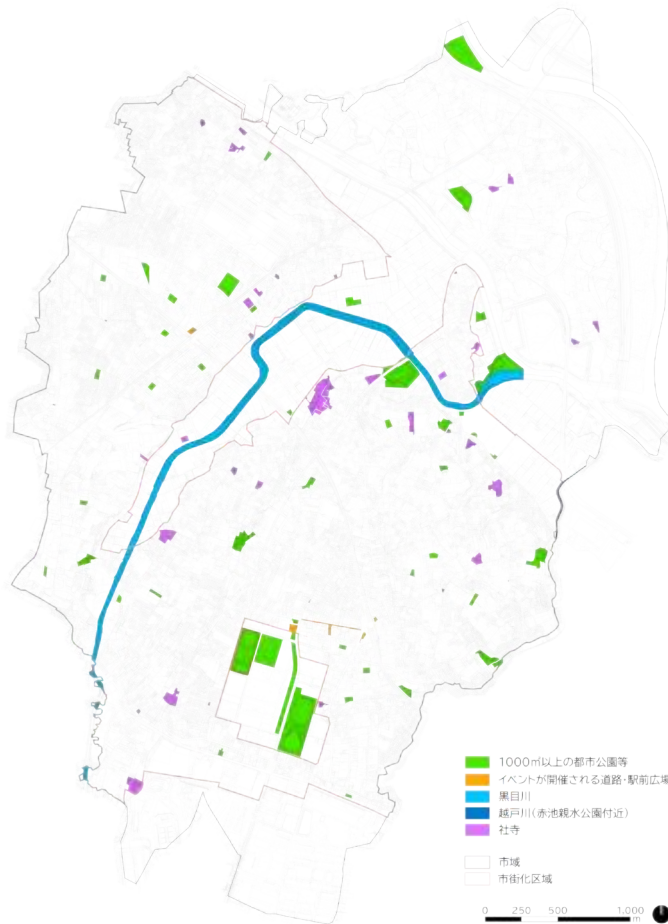 1000㎡以上の都市公園等
イベントが開催される道路・駅前広場
黒目川
越戸川(赤池親水公園付近)
社寺
市域
市街化区域
0 250 500 1,000 m